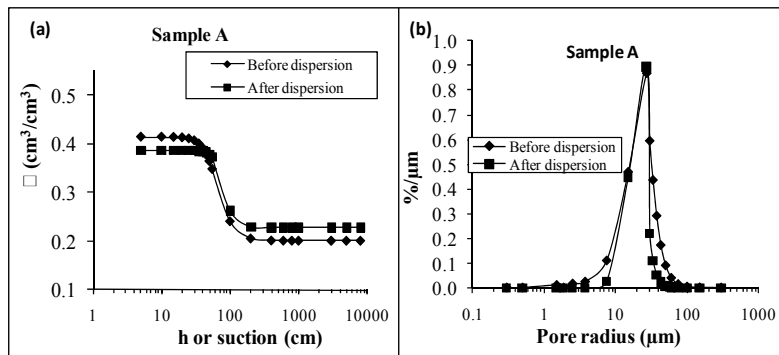 (a)
Sample A
Before dispersion
After dispersion
0.5
0.4
0.3
0.2
0.1
□ (cm³/cm³)
1
10
100
1000
10000
h or suction (cm)
(b)
Sample A
1.0
0.9
0.8
0.7
0.6
0.5
0.4
0.3
0.2
0.1
0.0
%/µm
Before dispersion
After dispersion
0.1
1
10
100
1000
Pore radius (µm)